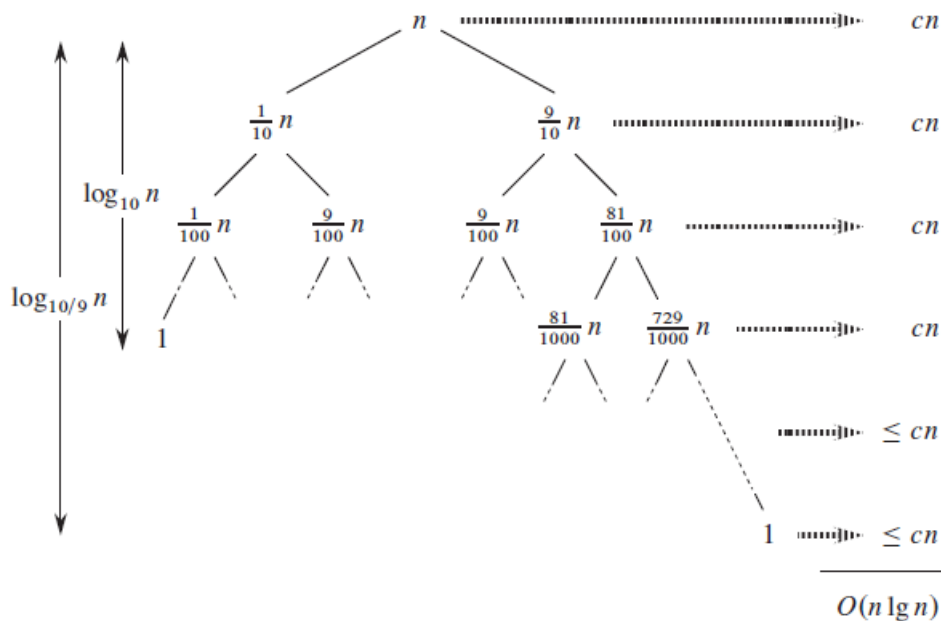 n cn
1/10 n 9/10 n cn
log₁₀ n
1/100 n 9/100 n 9/100 n 81/100 n cn
log₁₀/₉ n
1 81/1000 n 729/1000 n cn
≤ cn
1 ≤ cn
O(n lg n)